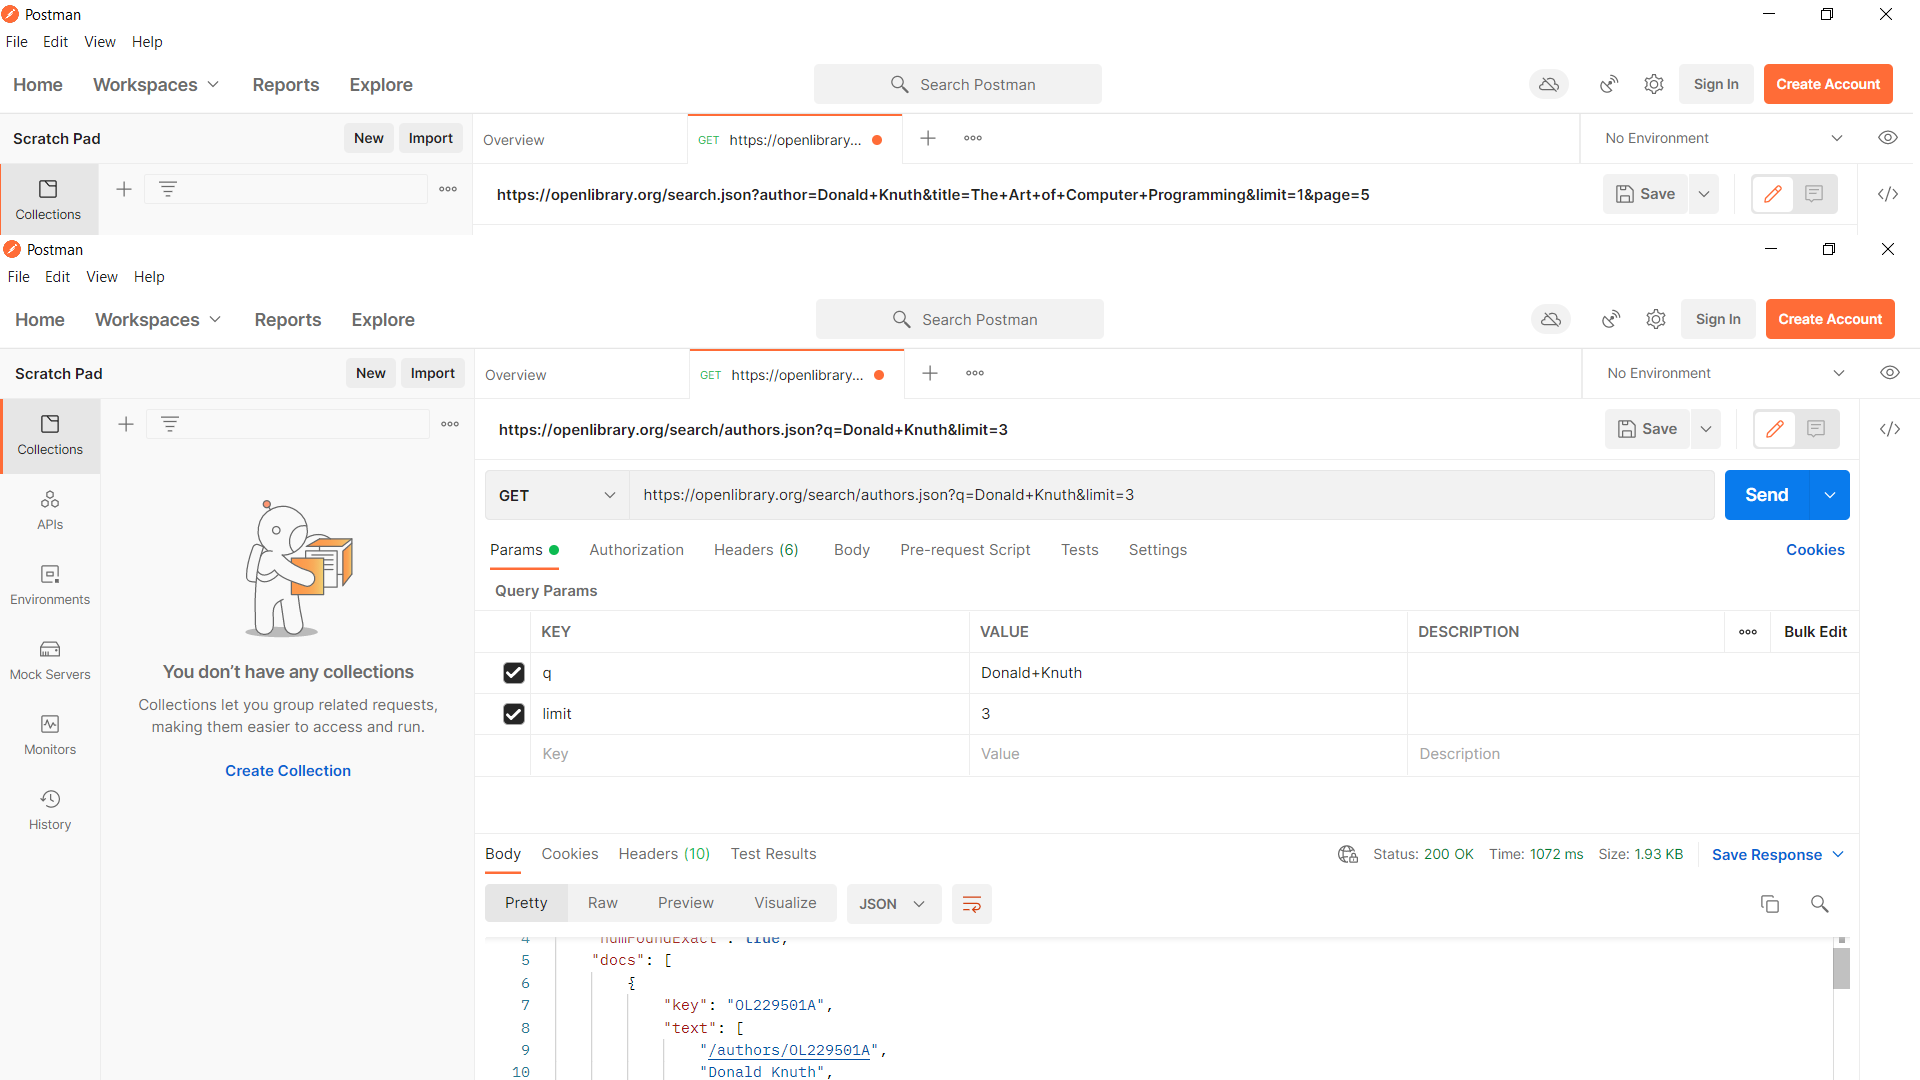 Postman
File Edit View Help
Home Workspaces Reports Explore Search Postman Sign In Create Account
Scratch Pad New Import Overview GET https://openlibrary... No Environment
Collections
https://openlibrary.org/search.json?author=Donald+Knuth&title=The+Art+of+Computer+Programming&limit=1&page=5 Save
Postman
File Edit View Help
Home Workspaces Reports Explore Search Postman Sign In Create Account
Scratch Pad New Import Overview GET https://openlibrary... No Environment
Collections
APIs
Environments
Mock Servers
Monitors
History
You don’t have any collections
Collections let you group related requests,
making them easier to access and run.
Create Collection
https://openlibrary.org/search/authors.json?q=Donald+Knuth&limit=3 Save
GET https://openlibrary.org/search/authors.json?q=Donald+Knuth&limit=3 Send
Params Authorization Headers (6) Body Pre-request Script Tests Settings Cookies
Query Params
KEY VALUE DESCRIPTION Bulk Edit
q Donald+Knuth
limit 3
Key Value Description
Body Cookies Headers (10) Test Results Status: 200 OK Time: 1072 ms Size: 1.93 KB Save Response
Pretty Raw Preview Visualize JSON
4 "numFoundExact": true,
5 "docs": [
6 {
7 "key": "OL229501A",
8 "text": [
9 "/authors/OL229501A",
10 "Donald Knuth",